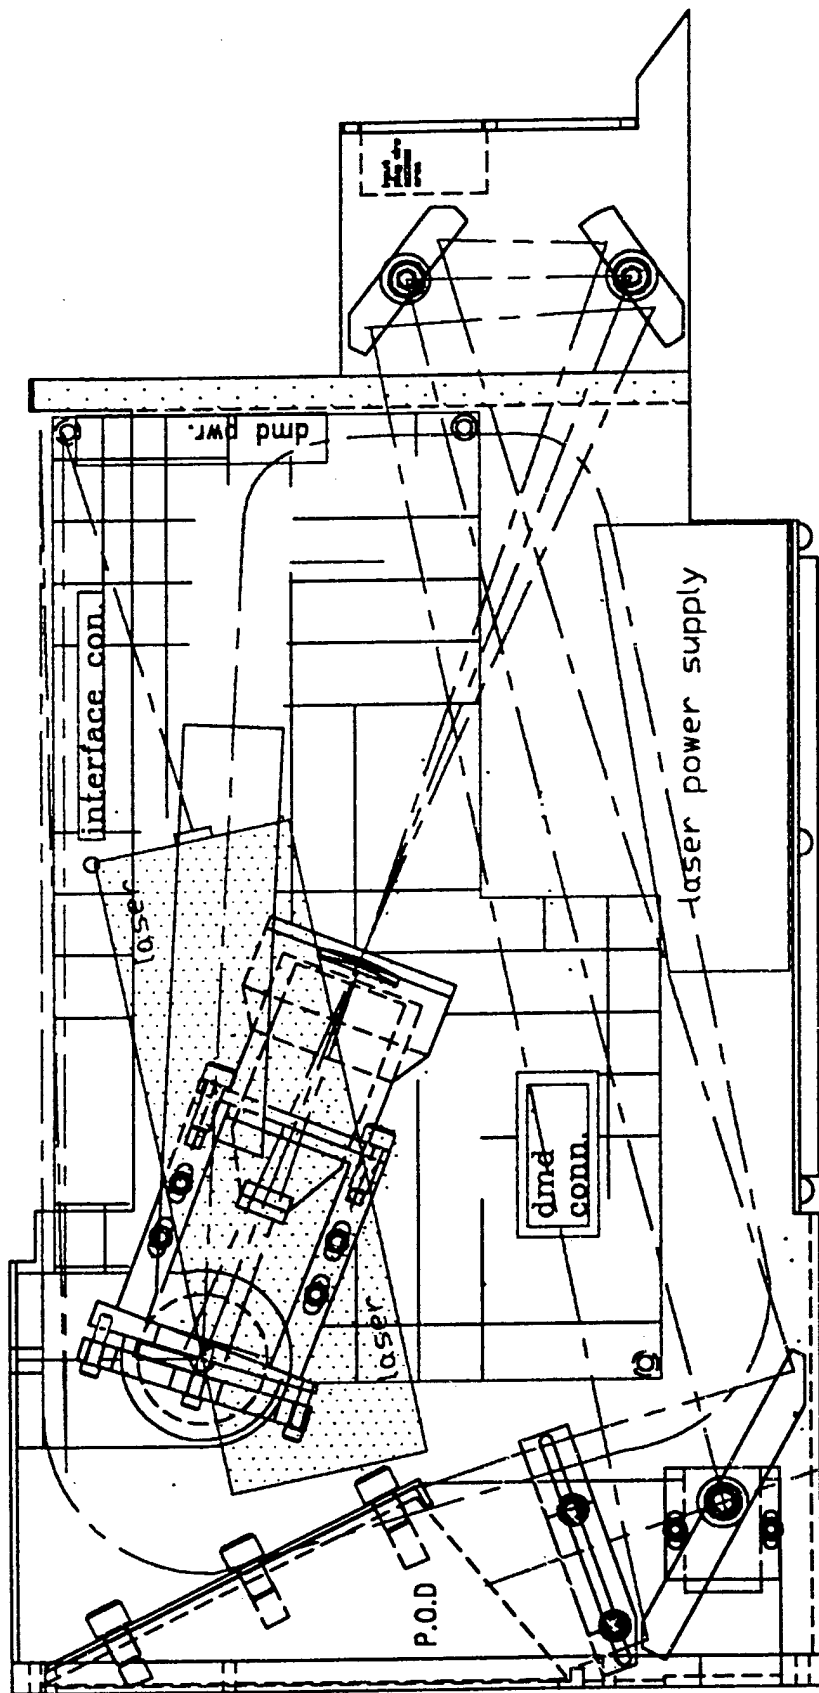 dmd pwr.
interface con.
laser
laser power supply
dmd
conn.
laser
P.O.D